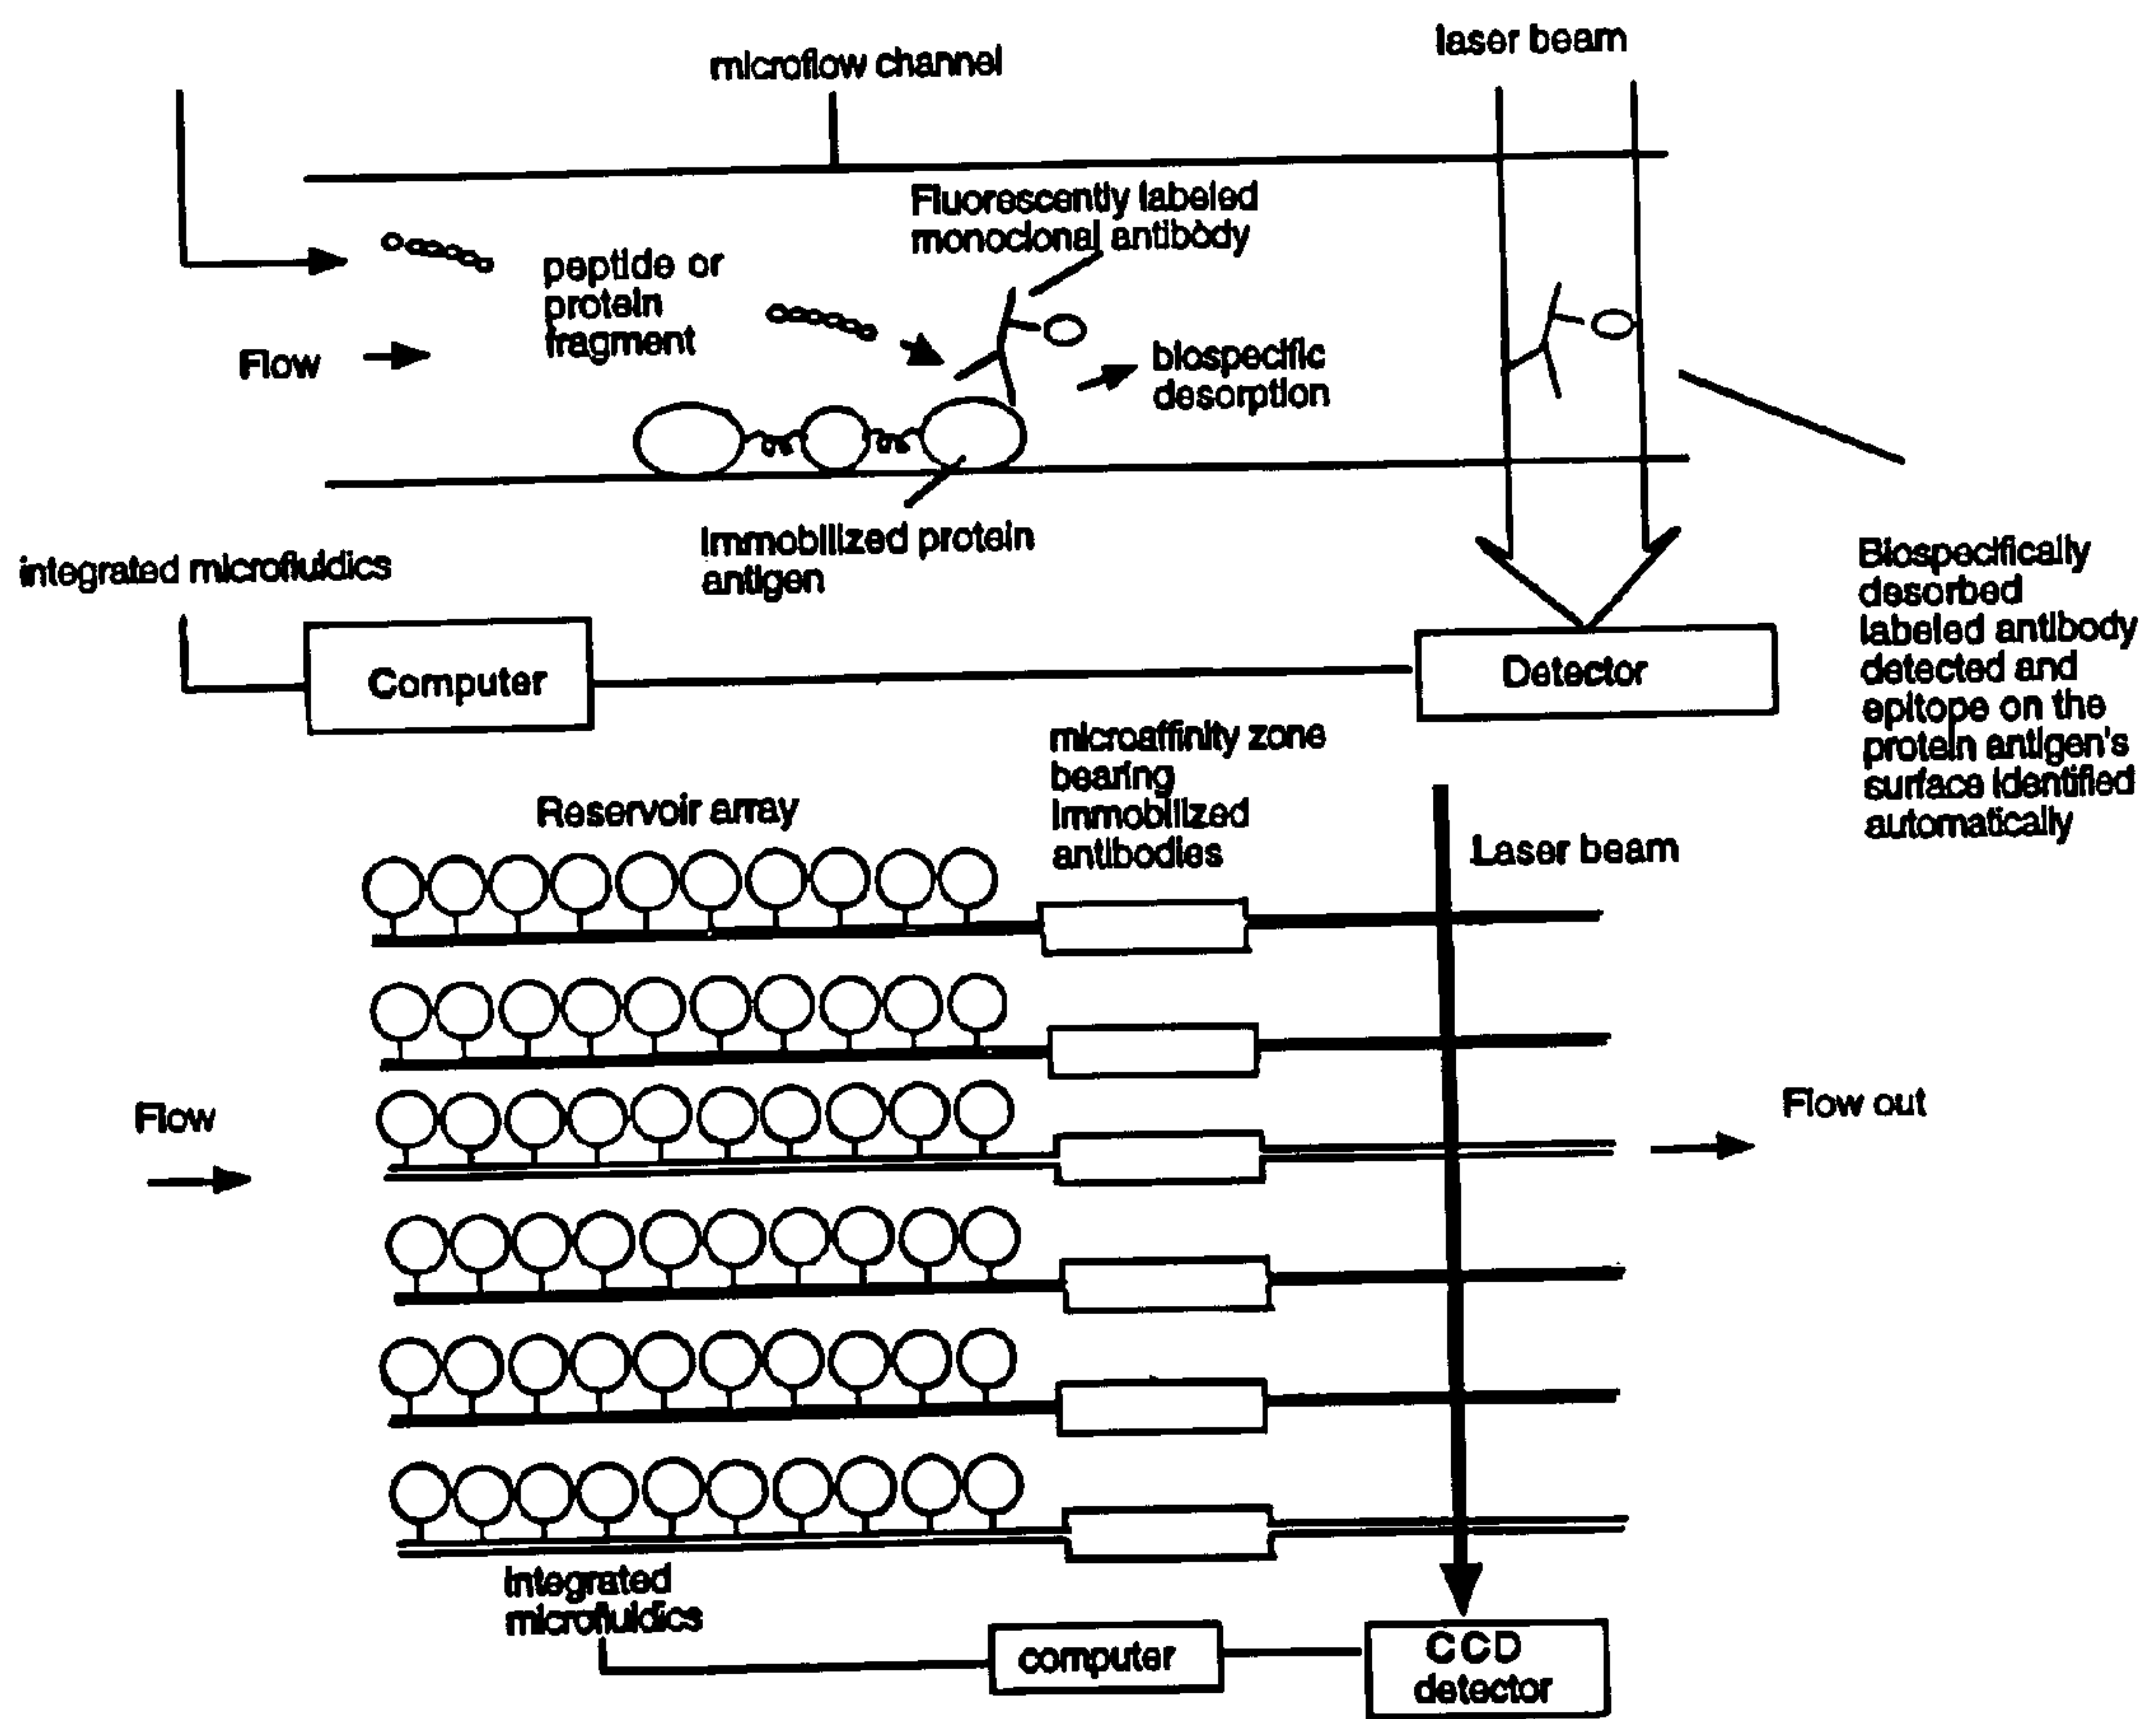 laser beam
microflow channel
Fluorescently labeled
monoclonal antibody
peptide or
protein
fragment
Flow
biospecific
desorption
Immobilized protein
antigen
integrated microfluidics
Biospecifically
desorbed
labeled antibody
detected and
epitope on the
protein antigen's
surface identified
automatically
Computer
Detector
microaffinity zone
bearing
Immobilized
antibodies
Reservoir array
Laser beam
Flow
Flow out
Integrated
microfluidics
computer
CCD
detector